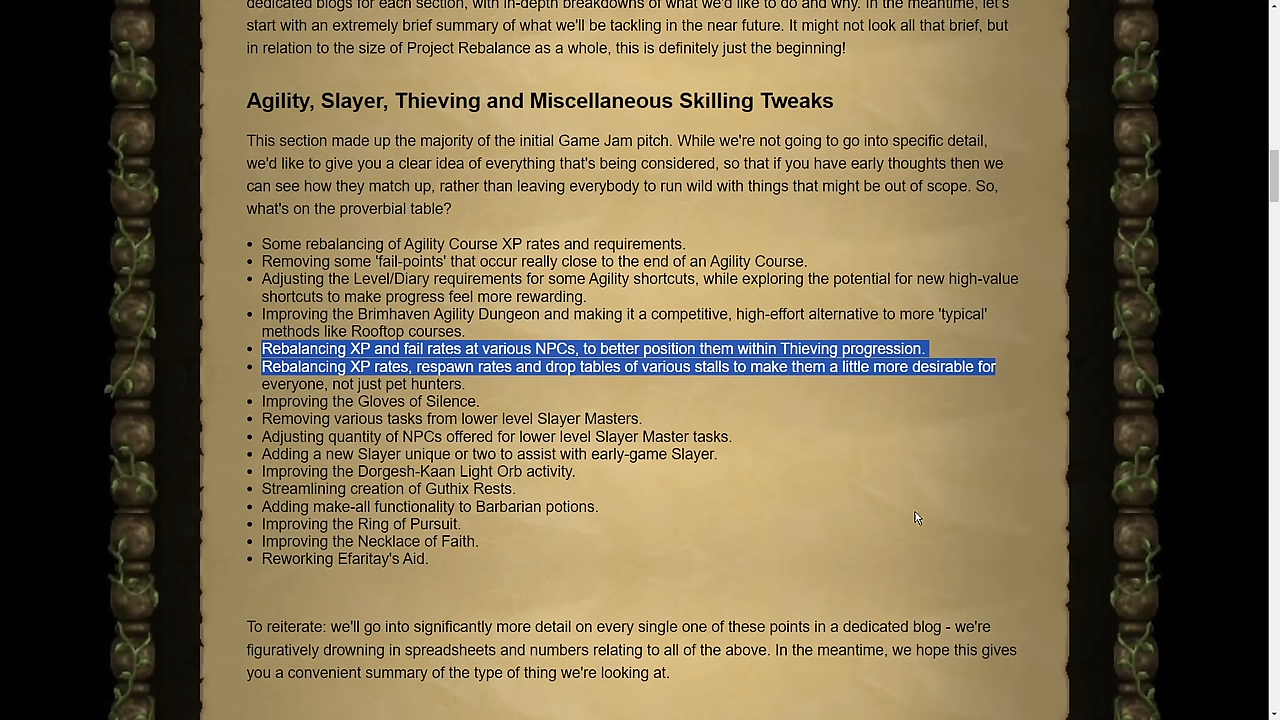 dedicated blogs for each section, with in-depth breakdowns of what we'd like to do and why. In the meantime, let's
start with an extremely brief summary of what we'll be tackling in the near future. It might not look all that brief, but
in relation to the size of Project Rebalance as a whole, this is definitely just the beginning!
Agility, Slayer, Thieving and Miscellaneous Skilling Tweaks
This section made up the majority of the initial Game Jam pitch. While we're not going to go into specific detail,
we'd like to give you a clear idea of everything that's being considered, so that if you have early thoughts then we
can see how they match up, rather than leaving everybody to run wild with things that might be out of scope. So,
what's on the proverbial table?
• Some rebalancing of Agility Course XP rates and requirements.
• Removing some 'fail-points' that occur really close to the end of an Agility Course.
• Adjusting the Level/Diary requirements for some Agility shortcuts, while exploring the potential for new high-value
shortcuts to make progress feel more rewarding.
• Improving the Brimhaven Agility Dungeon and making it a competitive, high-effort alternative to more 'typical'
methods like Rooftop courses.
• Rebalancing XP and fail rates at various NPCs, to better position them within Thieving progression.
• Rebalancing XP rates, respawn rates and drop tables of various stalls to make them a little more desirable for
everyone, not just pet hunters.
• Improving the Gloves of Silence.
• Removing various tasks from lower level Slayer Masters.
• Adjusting quantity of NPCs offered for lower level Slayer Master tasks.
• Adding a new Slayer unique or two to assist with early-game Slayer.
• Improving the Dorgesh-Kaan Light Orb activity.
• Streamlining creation of Guthix Rests.
• Adding make-all functionality to Barbarian potions.
• Improving the Ring of Pursuit.
• Improving the Necklace of Faith.
• Reworking Efaritay's Aid.
To reiterate: we'll go into significantly more detail on every single one of these points in a dedicated blog - we're
figuratively drowning in spreadsheets and numbers relating to all of the above. In the meantime, we hope this gives
you a convenient summary of the type of thing we're looking at.